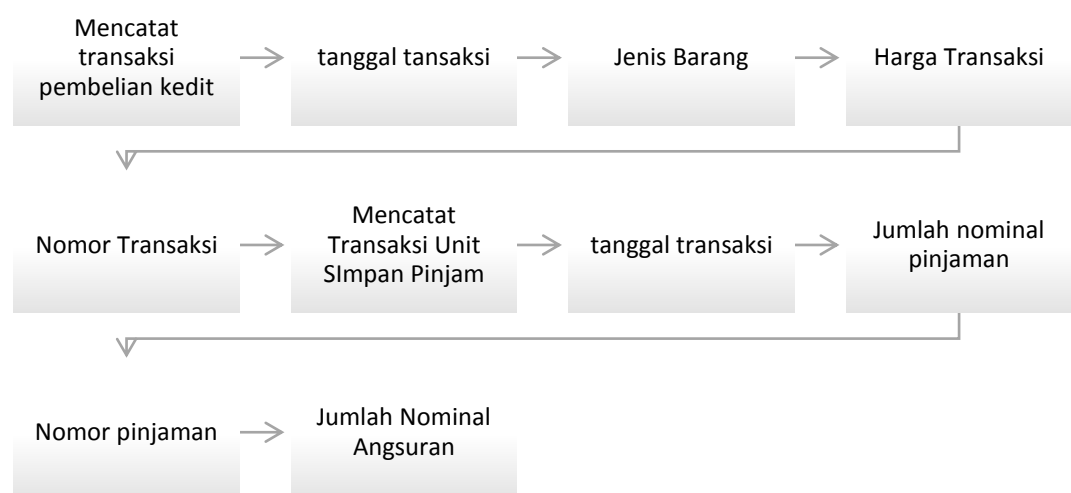 Mencatat
transaksi
pembelian kedit
tanggal tansaksi
Jenis Barang
Harga Transaksi
Nomor Transaksi
Mencatat
Transaksi Unit
SImpan Pinjam
tanggal transaksi
Jumlah nominal
pinjaman
Nomor pinjaman
Jumlah Nominal
Angsuran